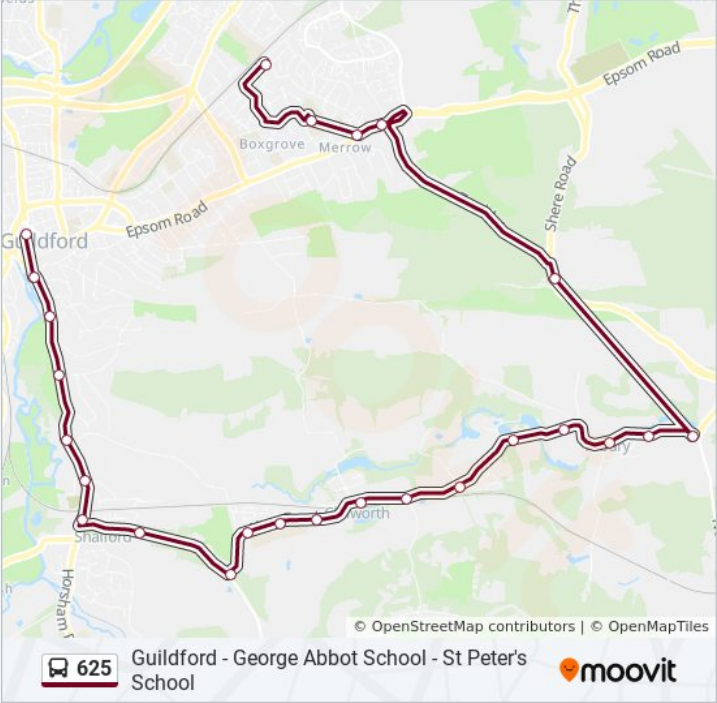 Epsom Road
Boxgrove
Merrow
Shere Road
Epsom Road
Guildford
Shalford
Horsham
© OpenStreetMap contributors | © OpenMapTiles
625
Guildford - George Abbot School - St Peter's
School
moovit